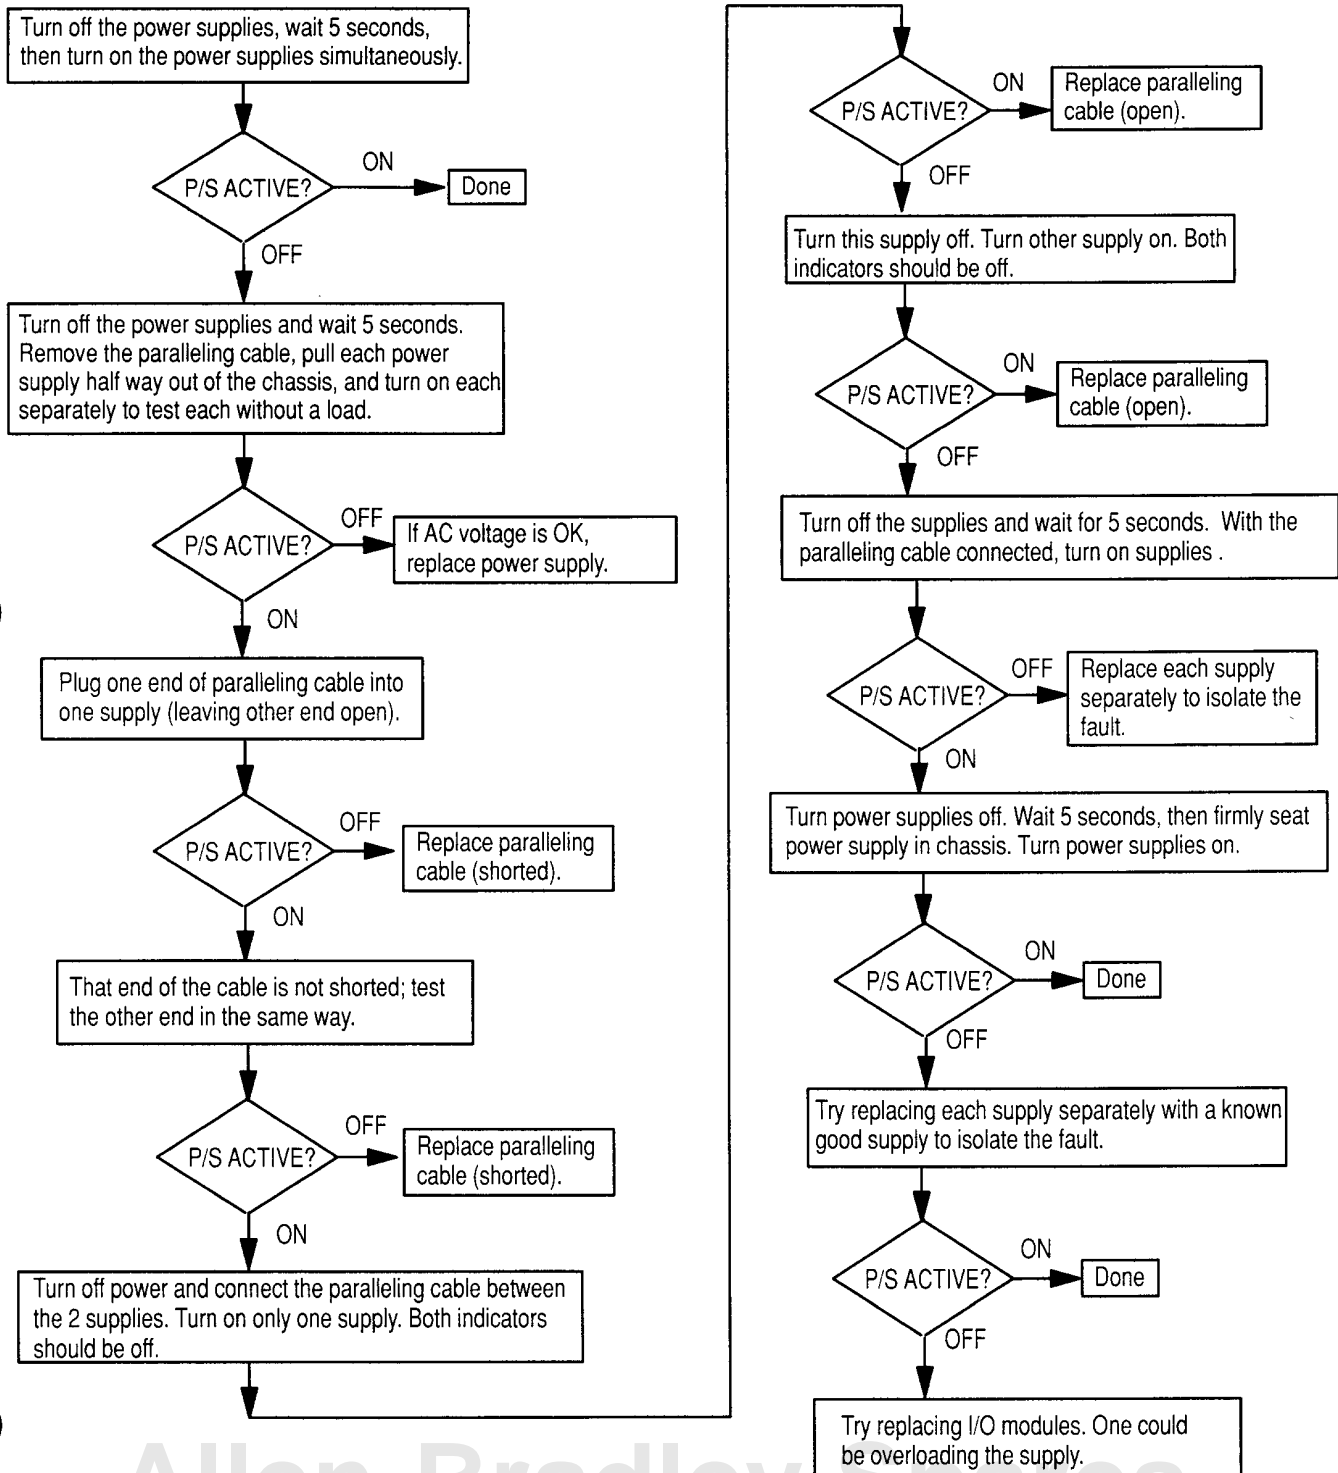 Turn off the power supplies, wait 5 seconds,
then turn on the power supplies simultaneously.
P/S ACTIVE?
ON
Done
OFF
Turn off the power supplies and wait 5 seconds.
Remove the paralleling cable, pull each power
supply half way out of the chassis, and turn on each
separately to test each without a load.
P/S ACTIVE?
OFF
If AC voltage is OK,
replace power supply.
ON
Plug one end of paralleling cable into
one supply (leaving other end open).
P/S ACTIVE?
OFF
Replace paralleling
cable (shorted).
ON
That end of the cable is not shorted; test
the other end in the same way.
P/S ACTIVE?
OFF
Replace paralleling
cable (shorted).
ON
Turn off power and connect the paralleling cable between
the 2 supplies. Turn on only one supply. Both indicators
should be off.
P/S ACTIVE?
ON
Replace paralleling
cable (open).
OFF
Turn this supply off. Turn other supply on. Both
indicators should be off.
P/S ACTIVE?
ON
Replace paralleling
cable (open).
OFF
Turn off the supplies and wait for 5 seconds. With the
paralleling cable connected, turn on supplies .
P/S ACTIVE?
OFF
Replace each supply
separately to isolate the
fault.
ON
Turn power supplies off. Wait 5 seconds, then firmly seat
power supply in chassis. Turn power supplies on.
P/S ACTIVE?
ON
Done
OFF
Try replacing each supply separately with a known
good supply to isolate the fault.
P/S ACTIVE?
ON
Done
OFF
Try replacing I/O modules. One could
be overloading the supply.
Allen-Bradley Spares